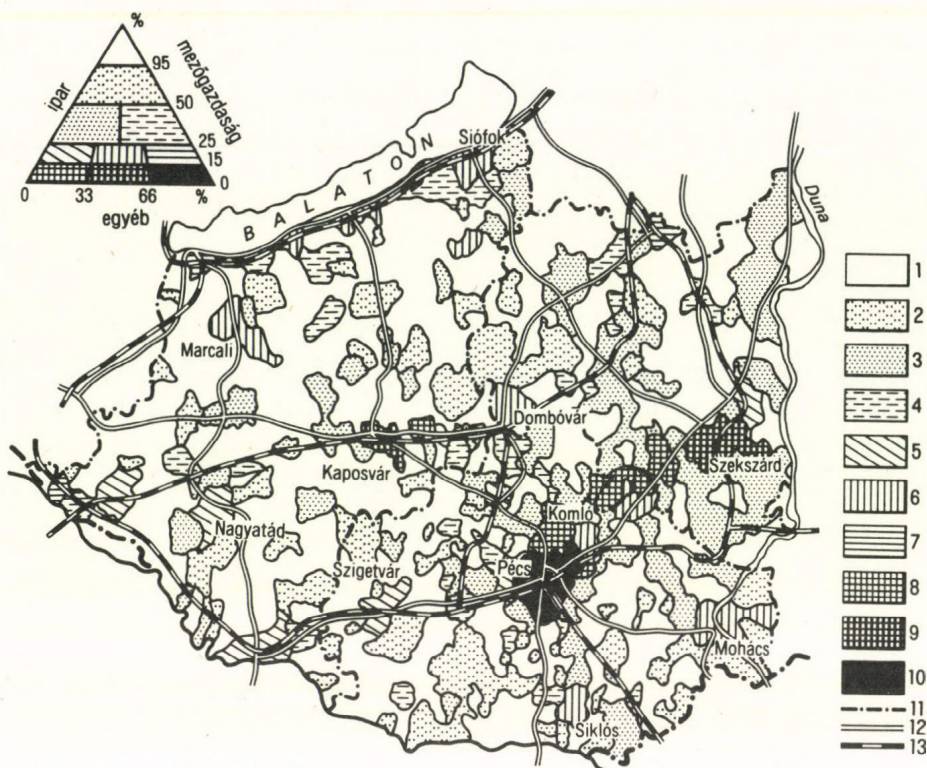 %
ipar
mezógazdaság
95
50
25
15
0
0 33 66 %
egyéb
BALATON
Siófok
Duna
Marcali
Dombóvár
Kaposvár
Szekszárd
Nagyatád
Komló
Szigetvár
Pécs
Mohács
Siklós
1
2
3
4
5
6
7
8
9
10
11
12
13